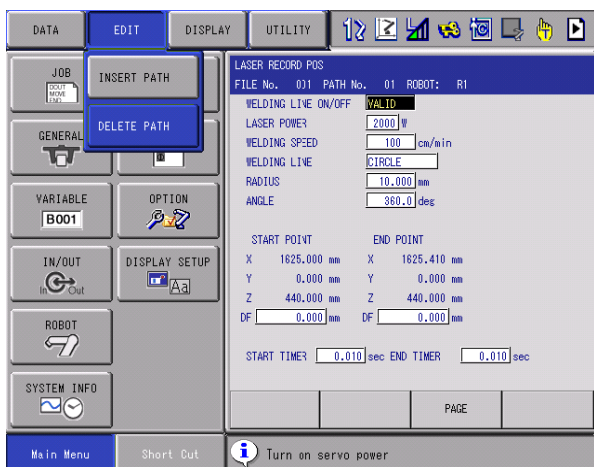 DATA EDIT DISPLAY UTILITY
INSERT PATH
DELETE PATH
JOB
DOUT
MOVE
END
GENERAL
VARIABLE
B001
OPTION
IN/OUT
In Out
DISPLAY SETUP
Aa
ROBOT
SYSTEM INFO
LASER RECORD POS
FILE No. 001 PATH No. 01 ROBOT: R1
WELDING LINE ON/OFF VALID
LASER POWER 2000 W
WELDING SPEED 100 cm/min
WELDING LINE CIRCLE
RADIUS 10.000 mm
ANGLE 360.0 deg
START POINT END POINT
X 1625.000 mm X 1625.410 mm
Y 0.000 mm Y 0.000 mm
Z 440.000 mm Z 440.000 mm
DF 0.000 mm DF 0.000 mm
START TIMER 0.010 sec END TIMER 0.010 sec
PAGE
Main Menu Short Cut Turn on servo power